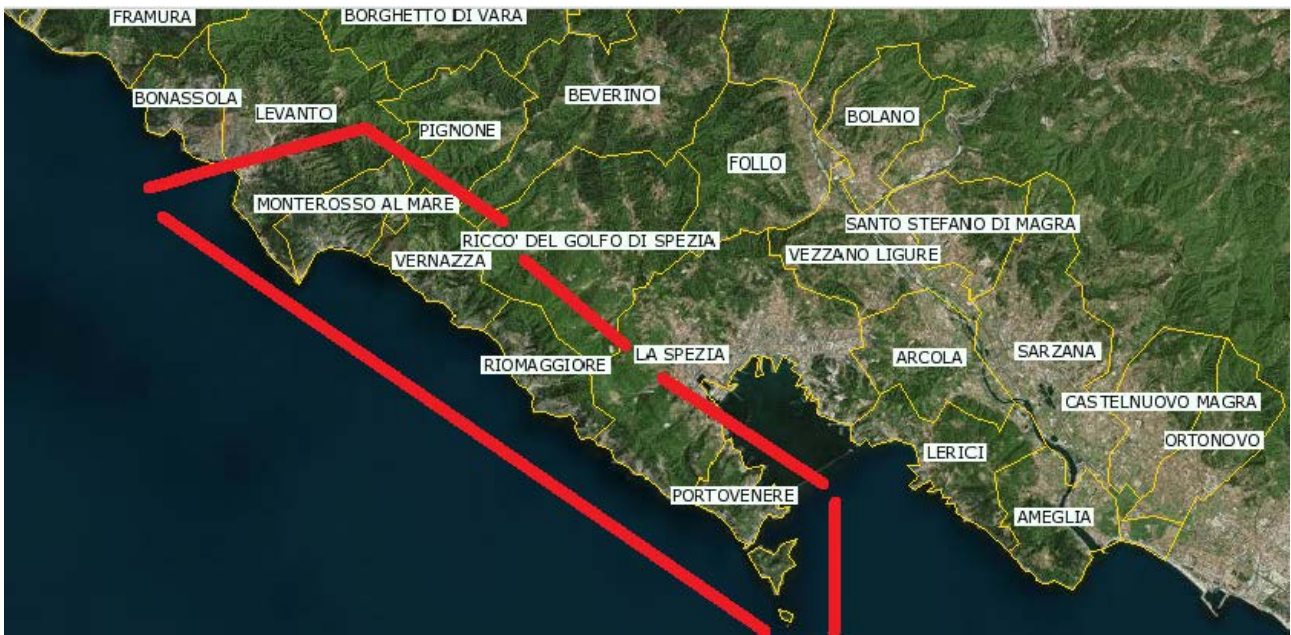 FRAMURA
BORGHETTO DI VARA
BONASSOLA
LEVANTO
BEVERINO
BOLANO
PIGNONE
FOLLO
MONTEROSSO AL MARE
SANTO STEFANO DI MAGRA
RICCO' DEL GOLFO DI SPEZIA
VERNAZZA
VEZZANO LIGURE
LA SPEZIA
RIOMAGGIORE
ARCOLA
SARZANA
CASTELNUOVO MAGRA
ORTONOVO
LERICI
PORTOVENERE
AMEGLIA